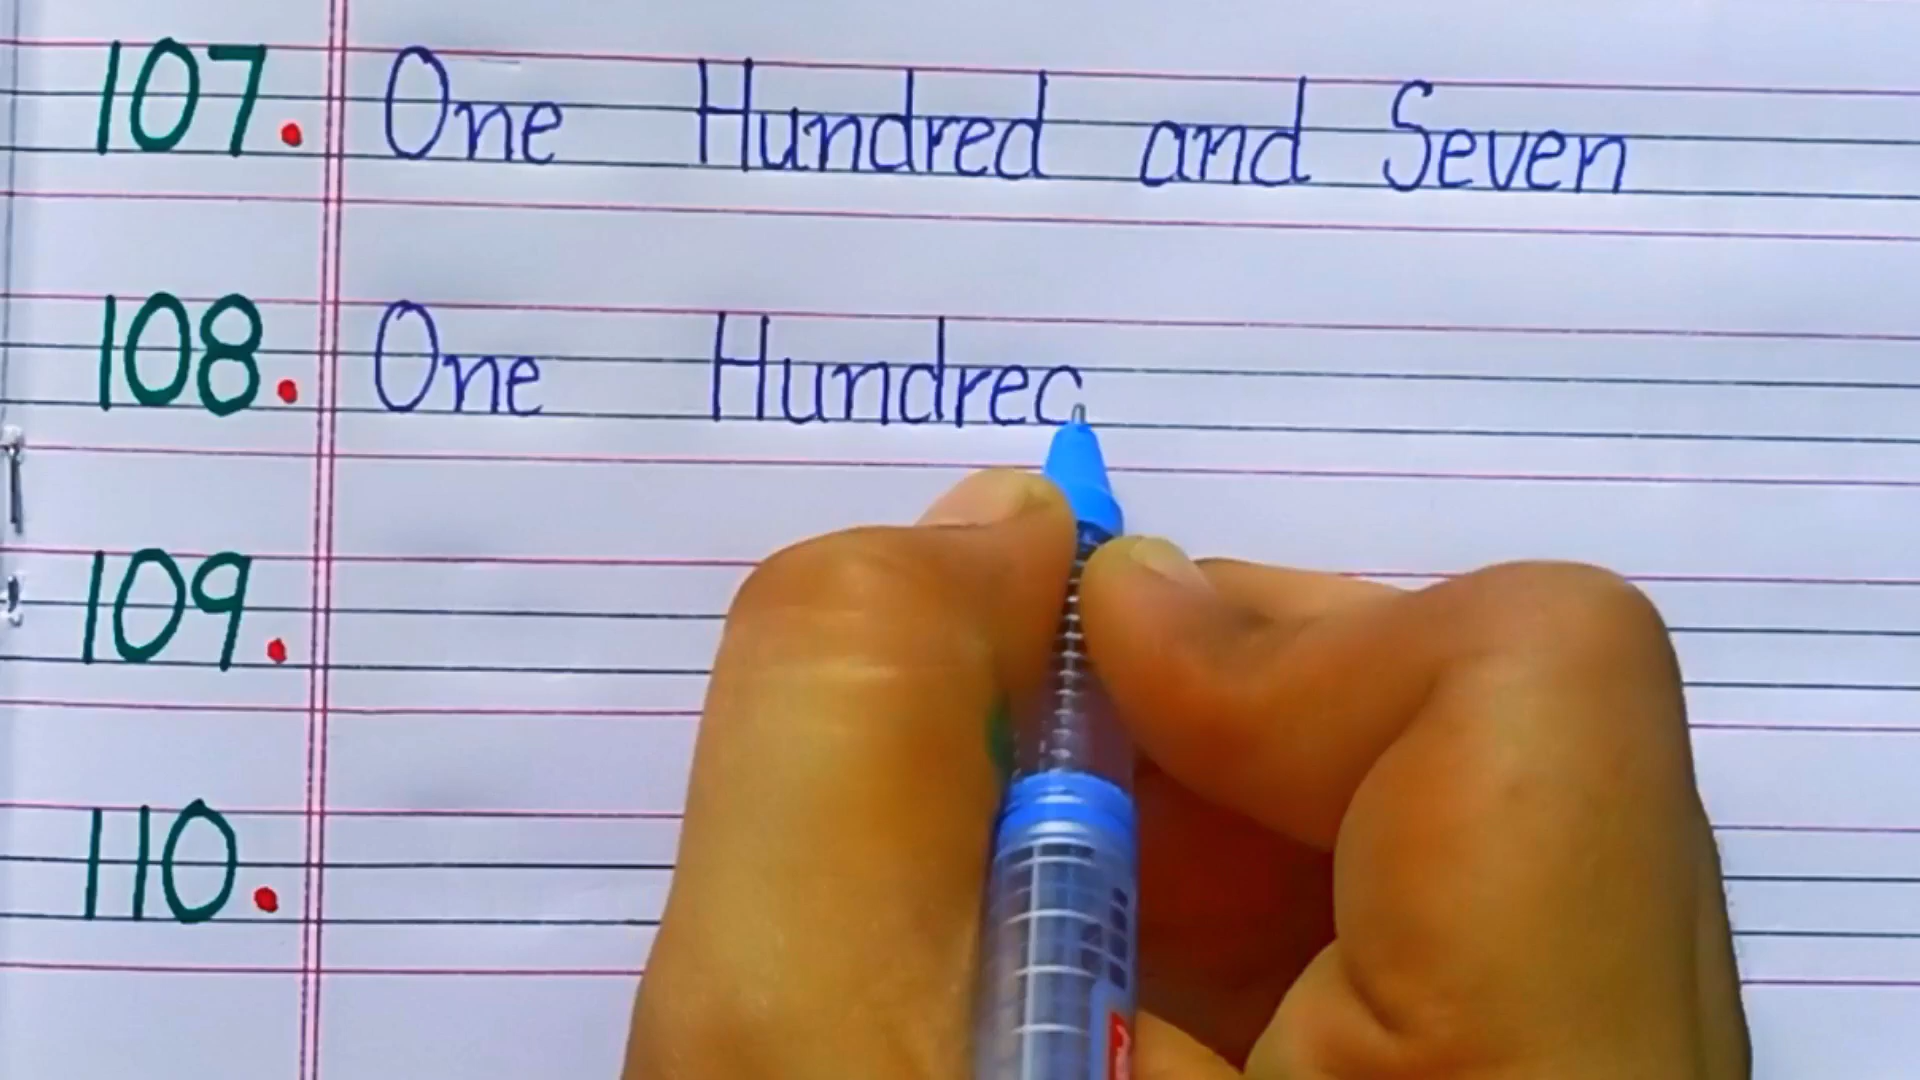 107. One Hundred and Seven
108. One Hundrec
109.
110.